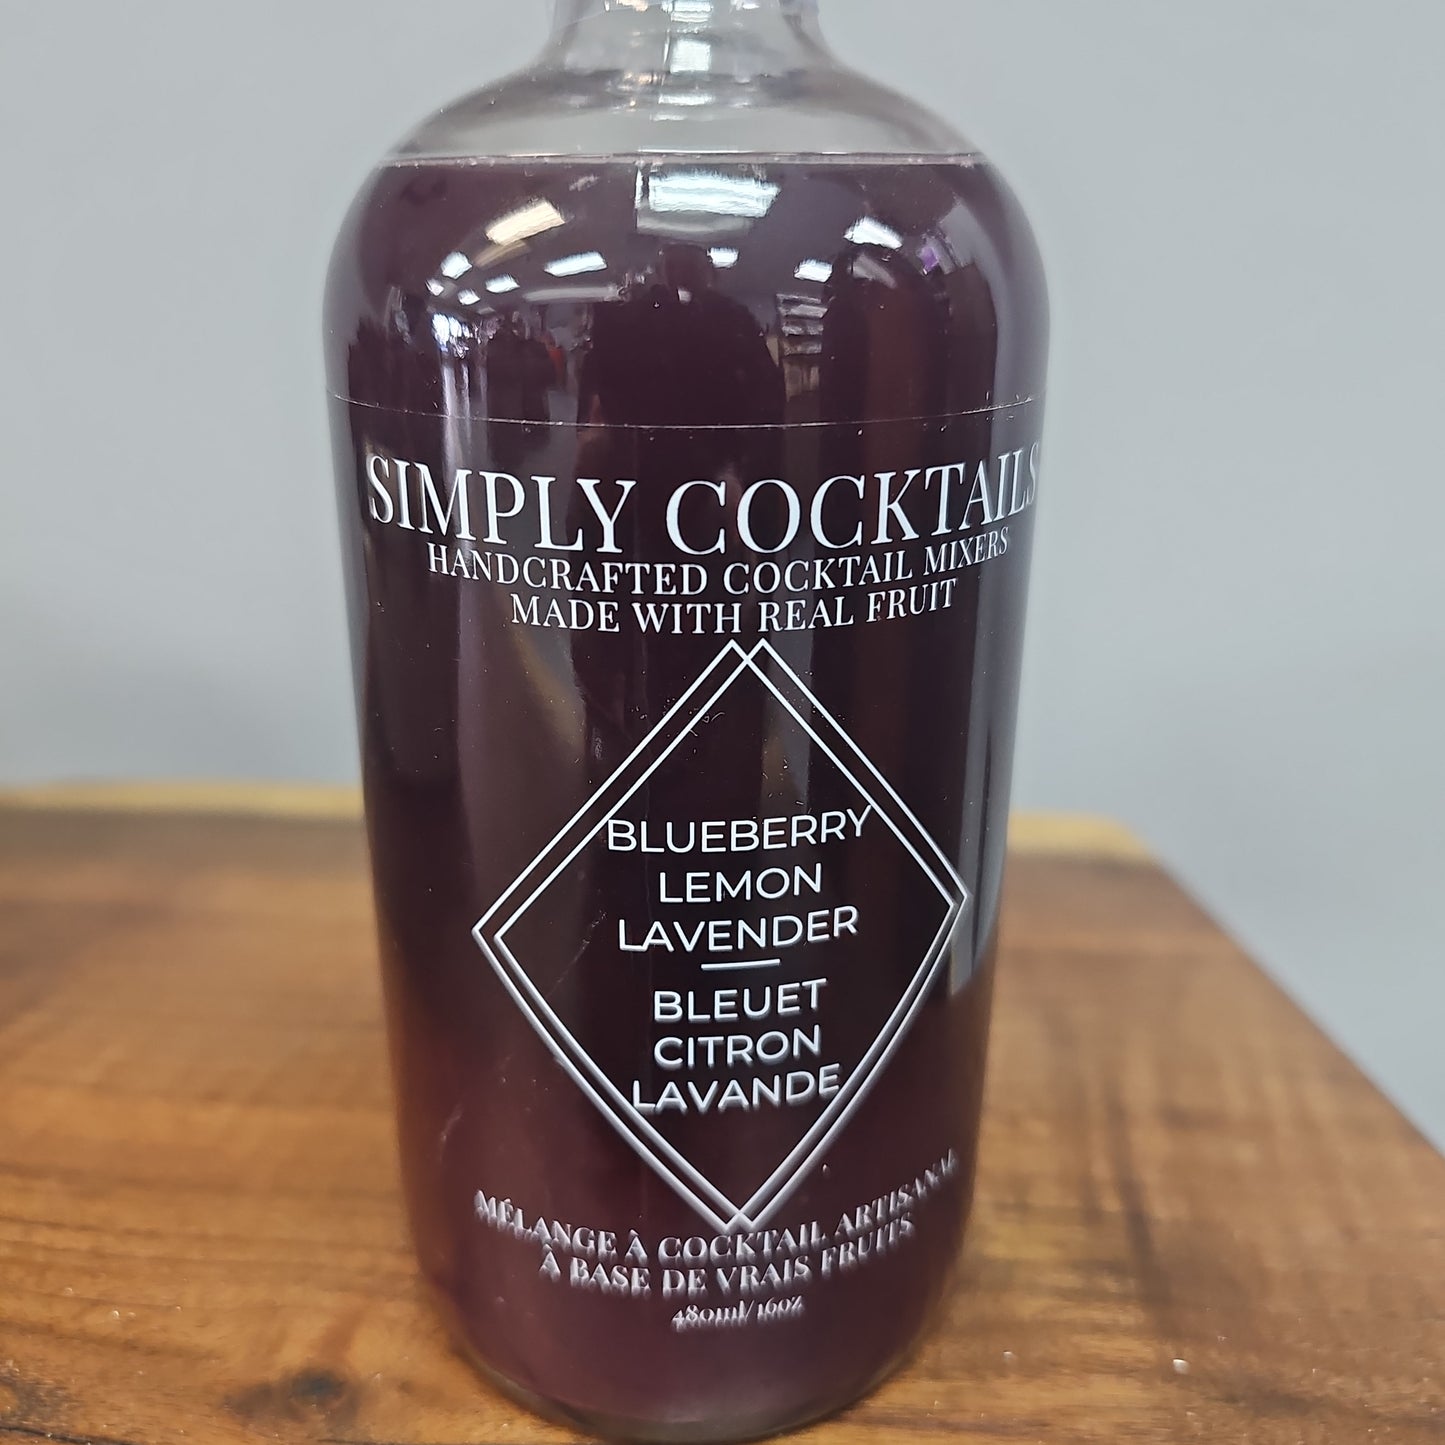 SIMPLY COCKTAILS
HANDCRAFTED COCKTAIL MIXERS
MADE WITH REAL FRUIT
BLUEBERRY
LEMON
LAVENDER
BLEUET
CITRON
LAVANDE
MÉLANGE À COCKTAIL ARTISANAL
À BASE DE VRAIS FRUITS
480ml/16oz